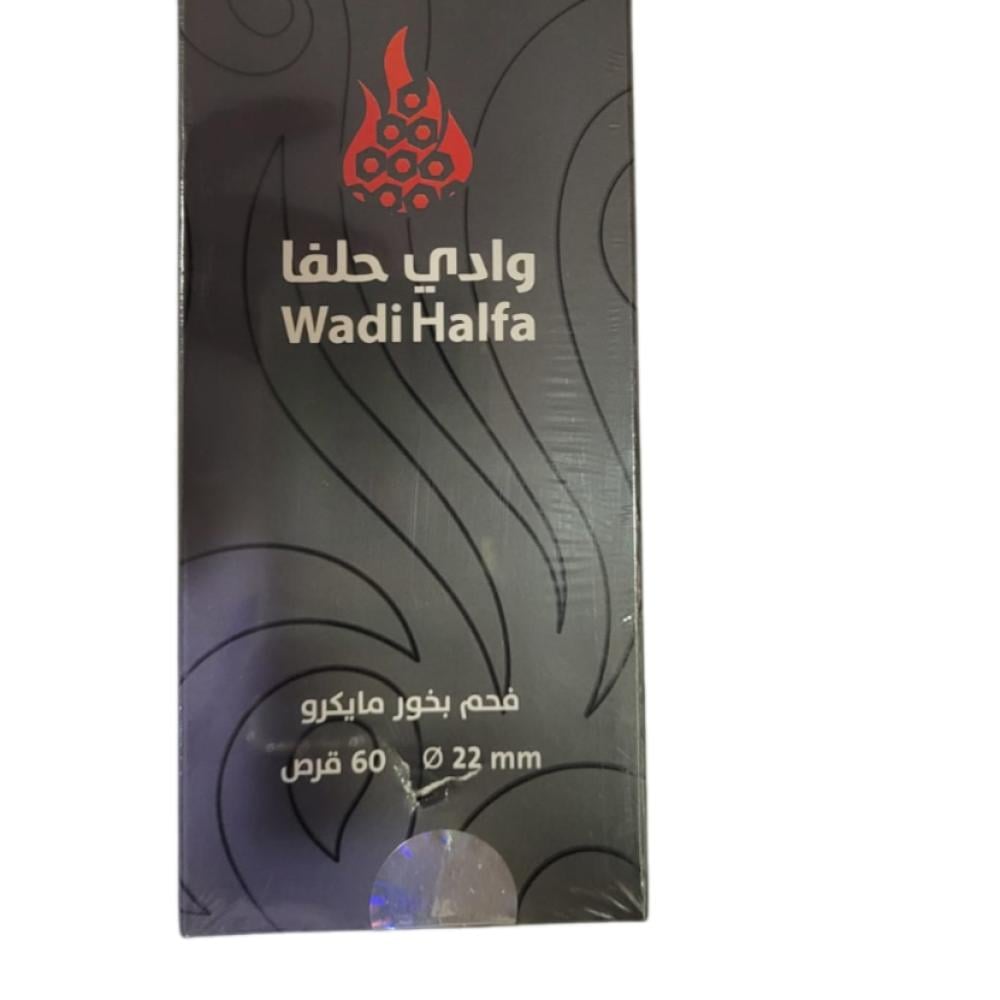 وادي حلفا
Wadi Halfa
فحم بخور مايكرو
60 قرص Ø 22 mm